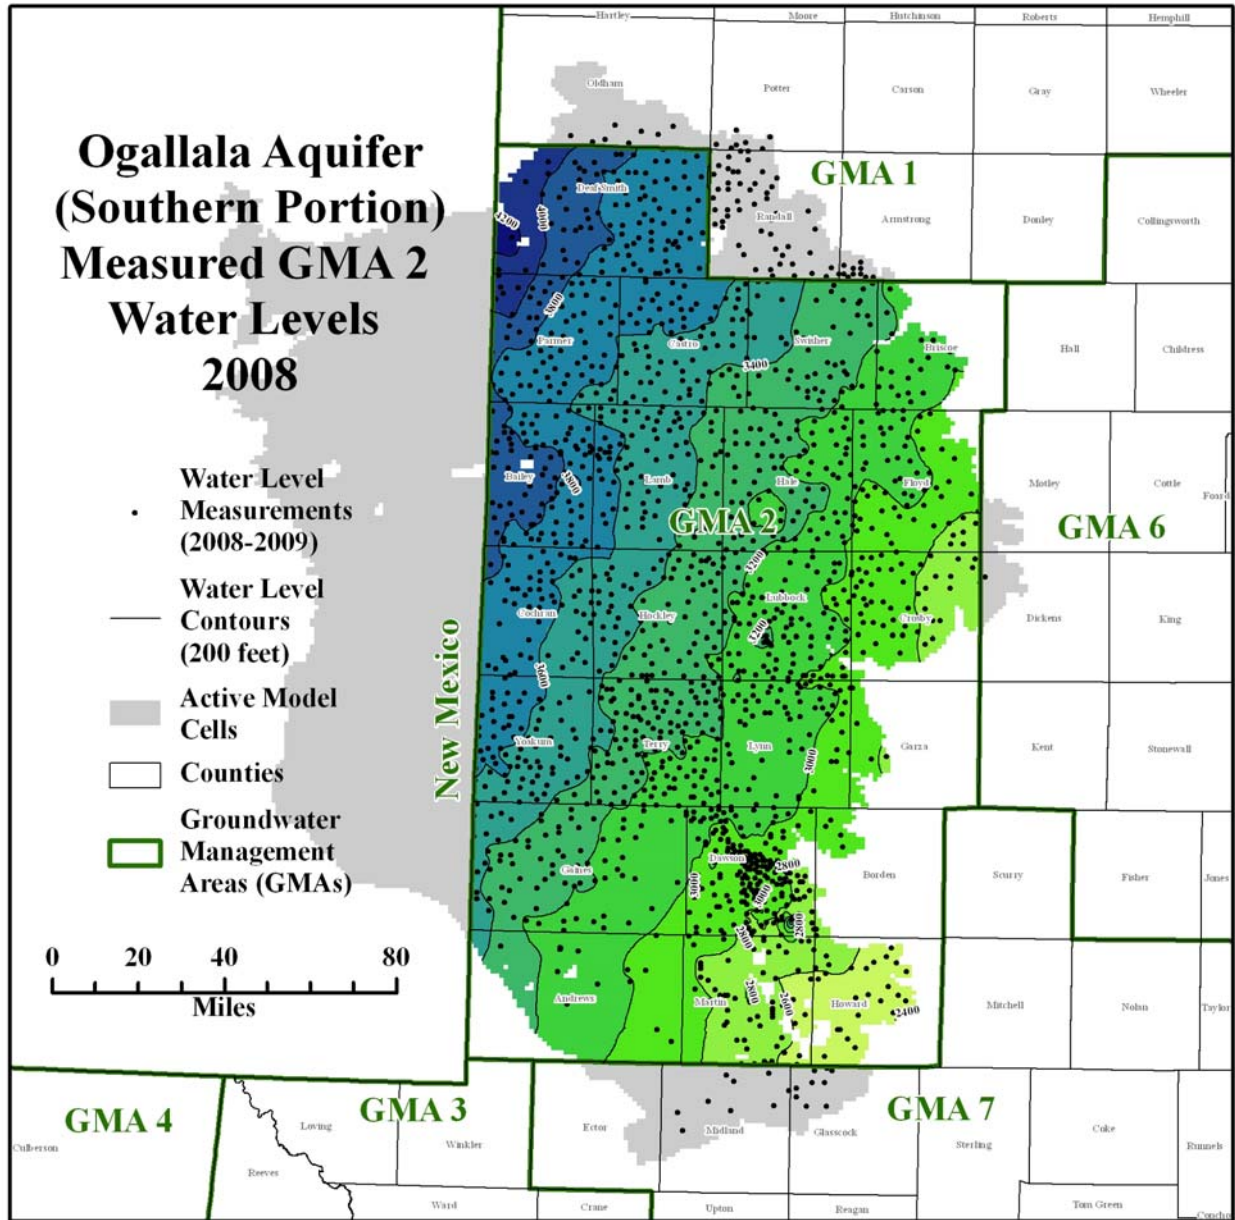 Hartley
Moore
Hutchinson
Roberts
Hemphill
Oldham
Potter
Carson
Gray
Wheeler
Ogallala Aquifer
(Southern Portion)
Measured GMA 2
Water Levels
2008
GMA 1
Deaf Smith
Randall
Armstrong
Donley
Collingsworth
4200
4000
3800
Parmer
Castro
Swisher
Briscoe
Hall
Childress
3400
Water Level
Measurements
(2008-2009)
Bailey
3800
Lamb
Hale
Floyd
Motley
Cottle
Foard
GMA 2
GMA 6
3200
Water Level
Contours
(200 feet)
Cochran
Hockley
Lubbock
Crosby
Dickens
King
3200
New Mexico
3600
Active Model
Cells
Yoakum
Terry
Lynn
Garza
Kent
Stonewall
3000
Counties
Groundwater
Management
Areas (GMAs)
Gaines
Dawson
Borden
Scurry
Fisher
Jones
2800
3000
3000
2800
2800
0 20 40 80
Miles
Andrews
Martin
Howard
Mitchell
Nolan
Taylor
2800
2600
2400
GMA 4
GMA 3
GMA 7
Culberson
Reeves
Loving
Winkler
Ector
Midland
Glasscock
Sterling
Coke
Runnels
Ward
Crane
Upton
Reagan
Tom Green
Concho